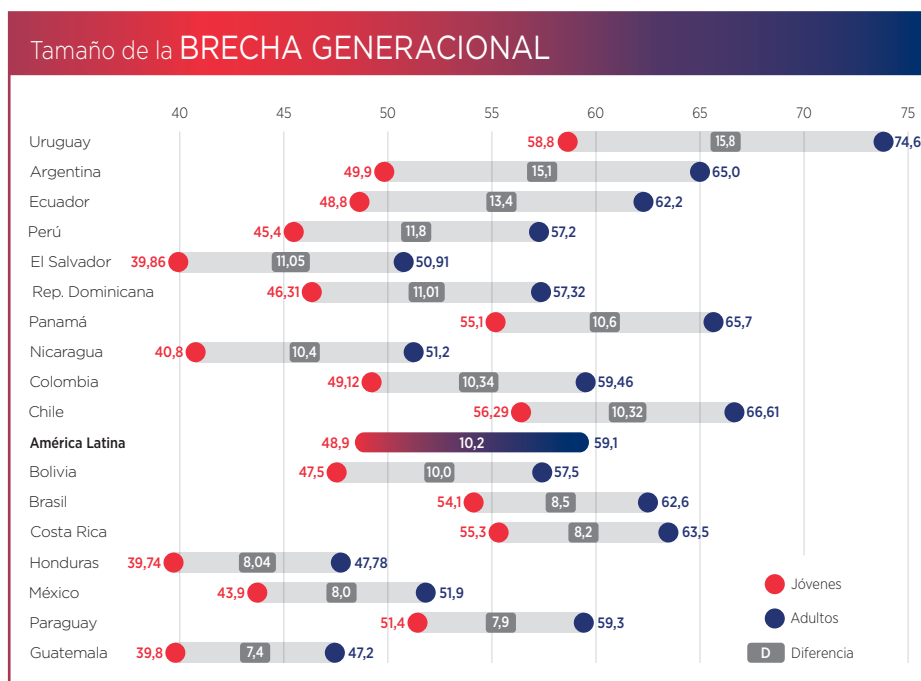 Tamaño de la BRECHA GENERACIONAL
40 45 50 55 60 65 70 75
Uruguay 58,8 15,8 74,6
Argentina 49,9 15,1 65,0
Ecuador 48,8 13,4 62,2
Perú 45,4 11,8 57,2
El Salvador 39,86 11,05 50,91
Rep. Dominicana 46,31 11,01 57,32
Panamá 55,1 10,6 65,7
Nicaragua 40,8 10,4 51,2
Colombia 49,12 10,34 59,46
Chile 56,29 10,32 66,61
América Latina 48,9 10,2 59,1
Bolivia 47,5 10,0 57,5
Brasil 54,1 8,5 62,6
Costa Rica 55,3 8,2 63,5
Honduras 39,74 8,04 47,78
México 43,9 8,0 51,9
Paraguay 51,4 7,9 59,3
Guatemala 39,8 7,4 47,2
Jóvenes
Adultos
D Diferencia